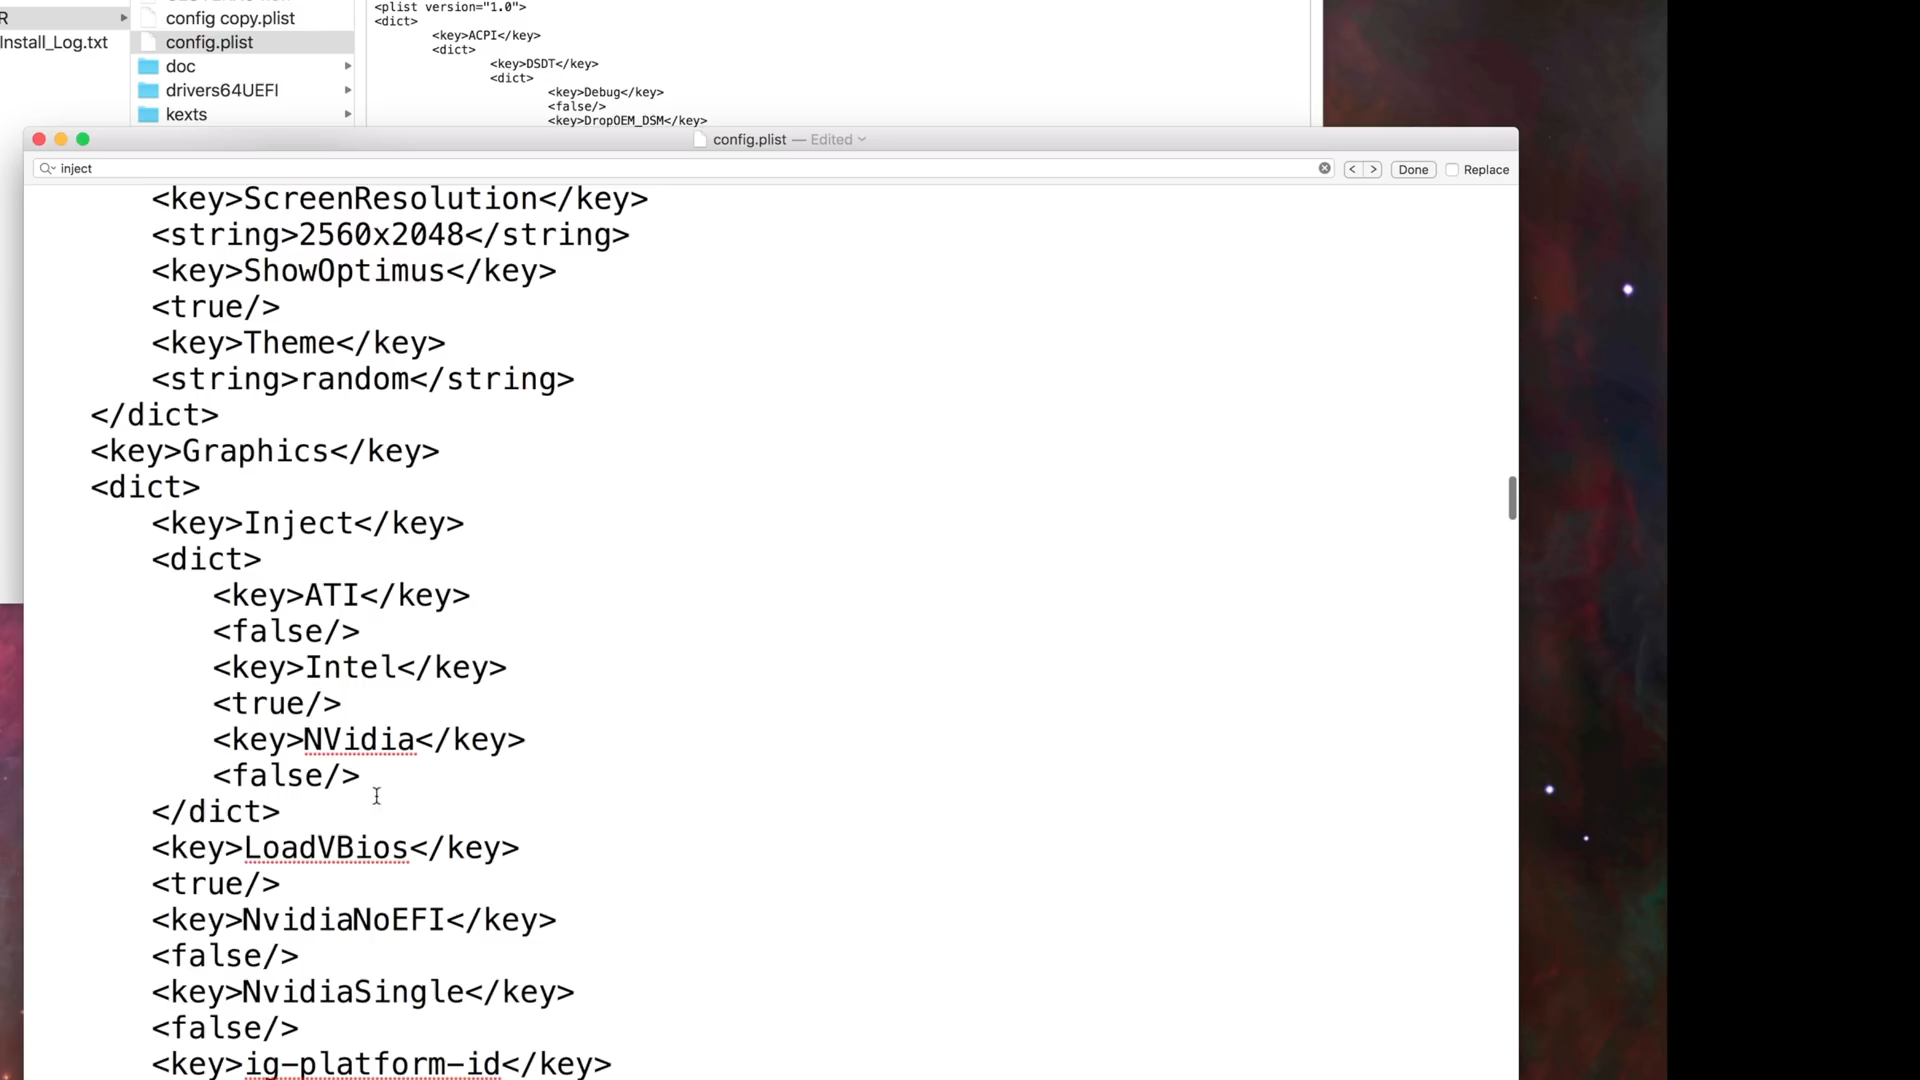 R
config copy.plist
Install_Log.txt
config.plist
doc
drivers64UEFI
kexts
<plist version="1.0">
<dict>
<key>ACPI</key>
<dict>
<key>DSDT</key>
<dict>
<key>Debug</key>
<false/>
<key>DropOEM_DSM</key>
config.plist — Edited
inject
< > Done Replace
<key>ScreenResolution</key>
<string>2560x2048</string>
<key>ShowOptimus</key>
<true/>
<key>Theme</key>
<string>random</string>
</dict>
<key>Graphics</key>
<dict>
<key>Inject</key>
<dict>
<key>ATI</key>
<false/>
<key>Intel</key>
<true/>
<key>NVidia</key>
<false/>
</dict>
<key>LoadVBios</key>
<true/>
<key>NvidiaNoEFI</key>
<false/>
<key>NvidiaSingle</key>
<false/>
<key>ig-platform-id</key>